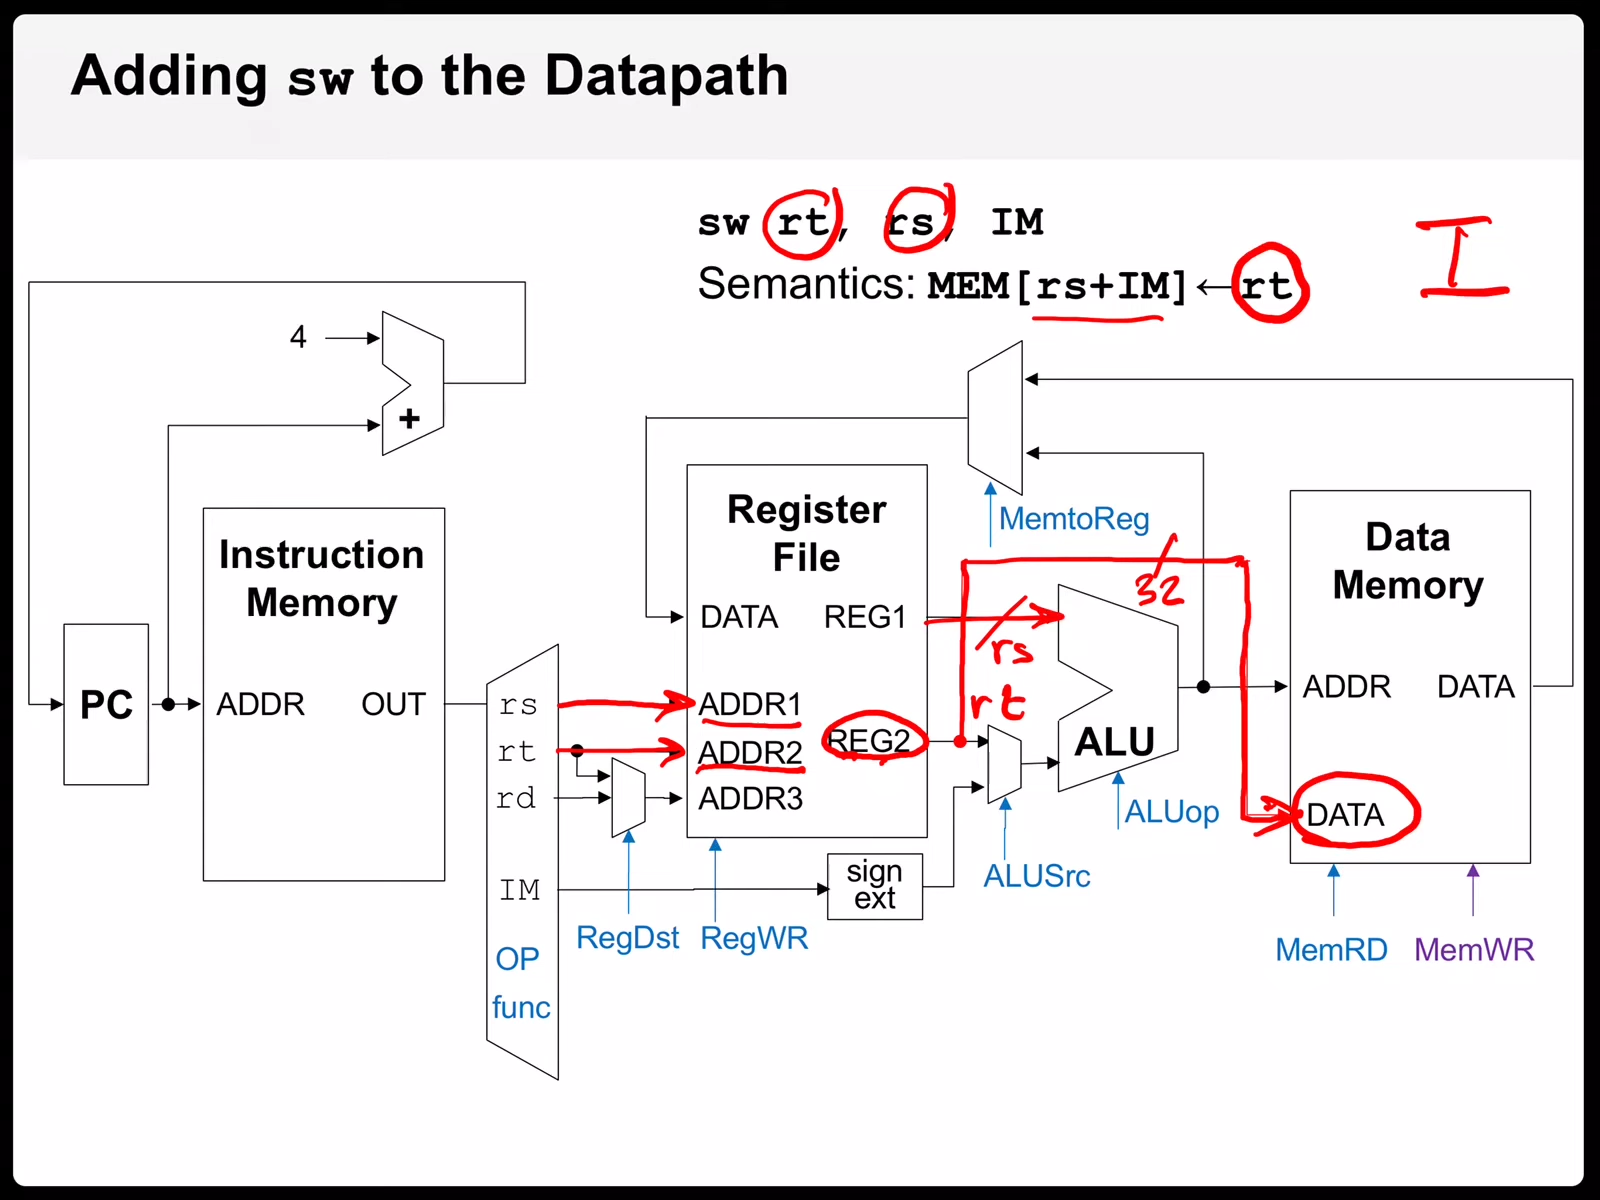 Adding sw to the Datapath
sw rt, rs, IM
Semantics: MEM[rs+IM]←rt
I
4
+
MemtoReg
Register
File
Instruction
Memory
Data
Memory
32
DATA REG1
rs
PC
ADDR OUT
rs
ADDR1
rt
ADDR DATA
rt
ADDR2
REG2
ALU
rd
ADDR3
ALUop
DATA
IM
sign
ext
ALUSrc
RegDst
RegWR
MemRD
MemWR
OP
func